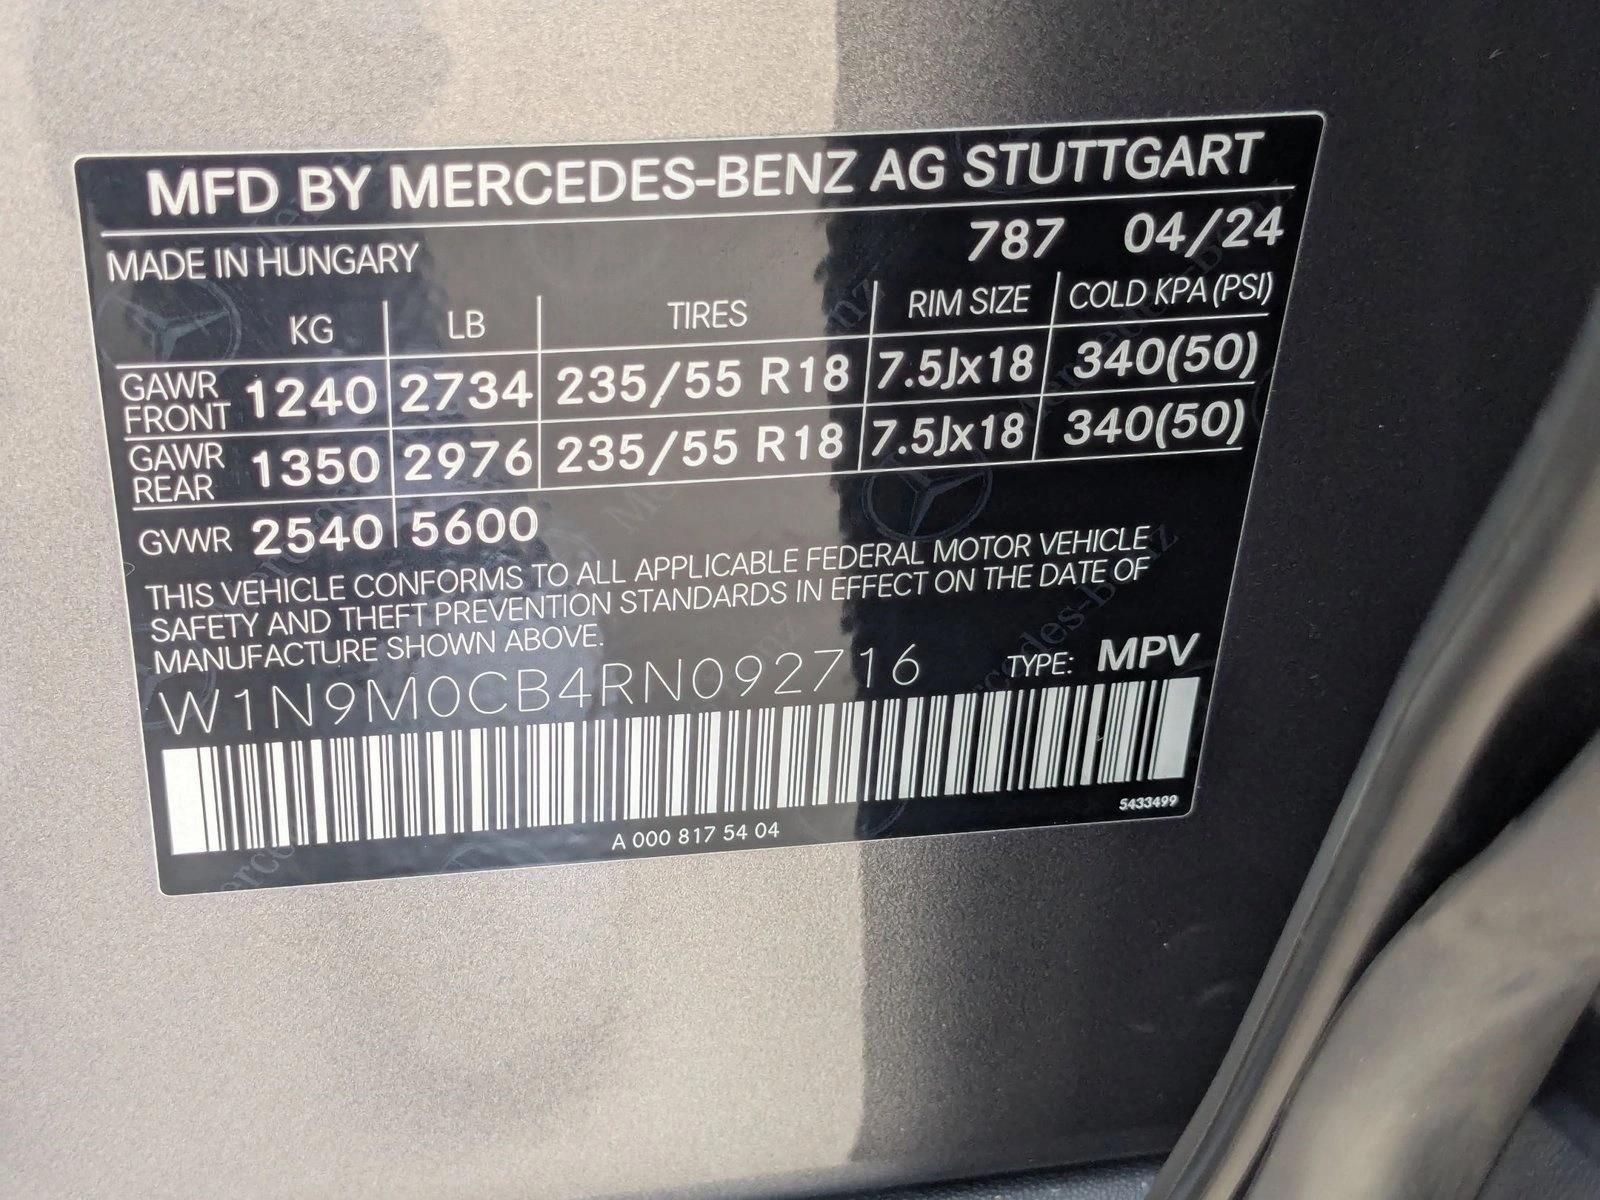 MFD BY MERCEDES-BENZ AG STUTTGART
MADE IN HUNGARY 787 04/24
KG LB TIRES RIM SIZE COLD KPA (PSI)
GAWR FRONT 1240 2734 235/55 R18 7.5Jx18 340(50)
GAWR REAR 1350 2976 235/55 R18 7.5Jx18 340(50)
GVWR 2540 5600
THIS VEHICLE CONFORMS TO ALL APPLICABLE FEDERAL MOTOR VEHICLE
SAFETY AND THEFT PREVENTION STANDARDS IN EFFECT ON THE DATE OF
MANUFACTURE SHOWN ABOVE.
W1N9M0CB4RN092716 TYPE: MPV
5433499
A 000 817 54 04